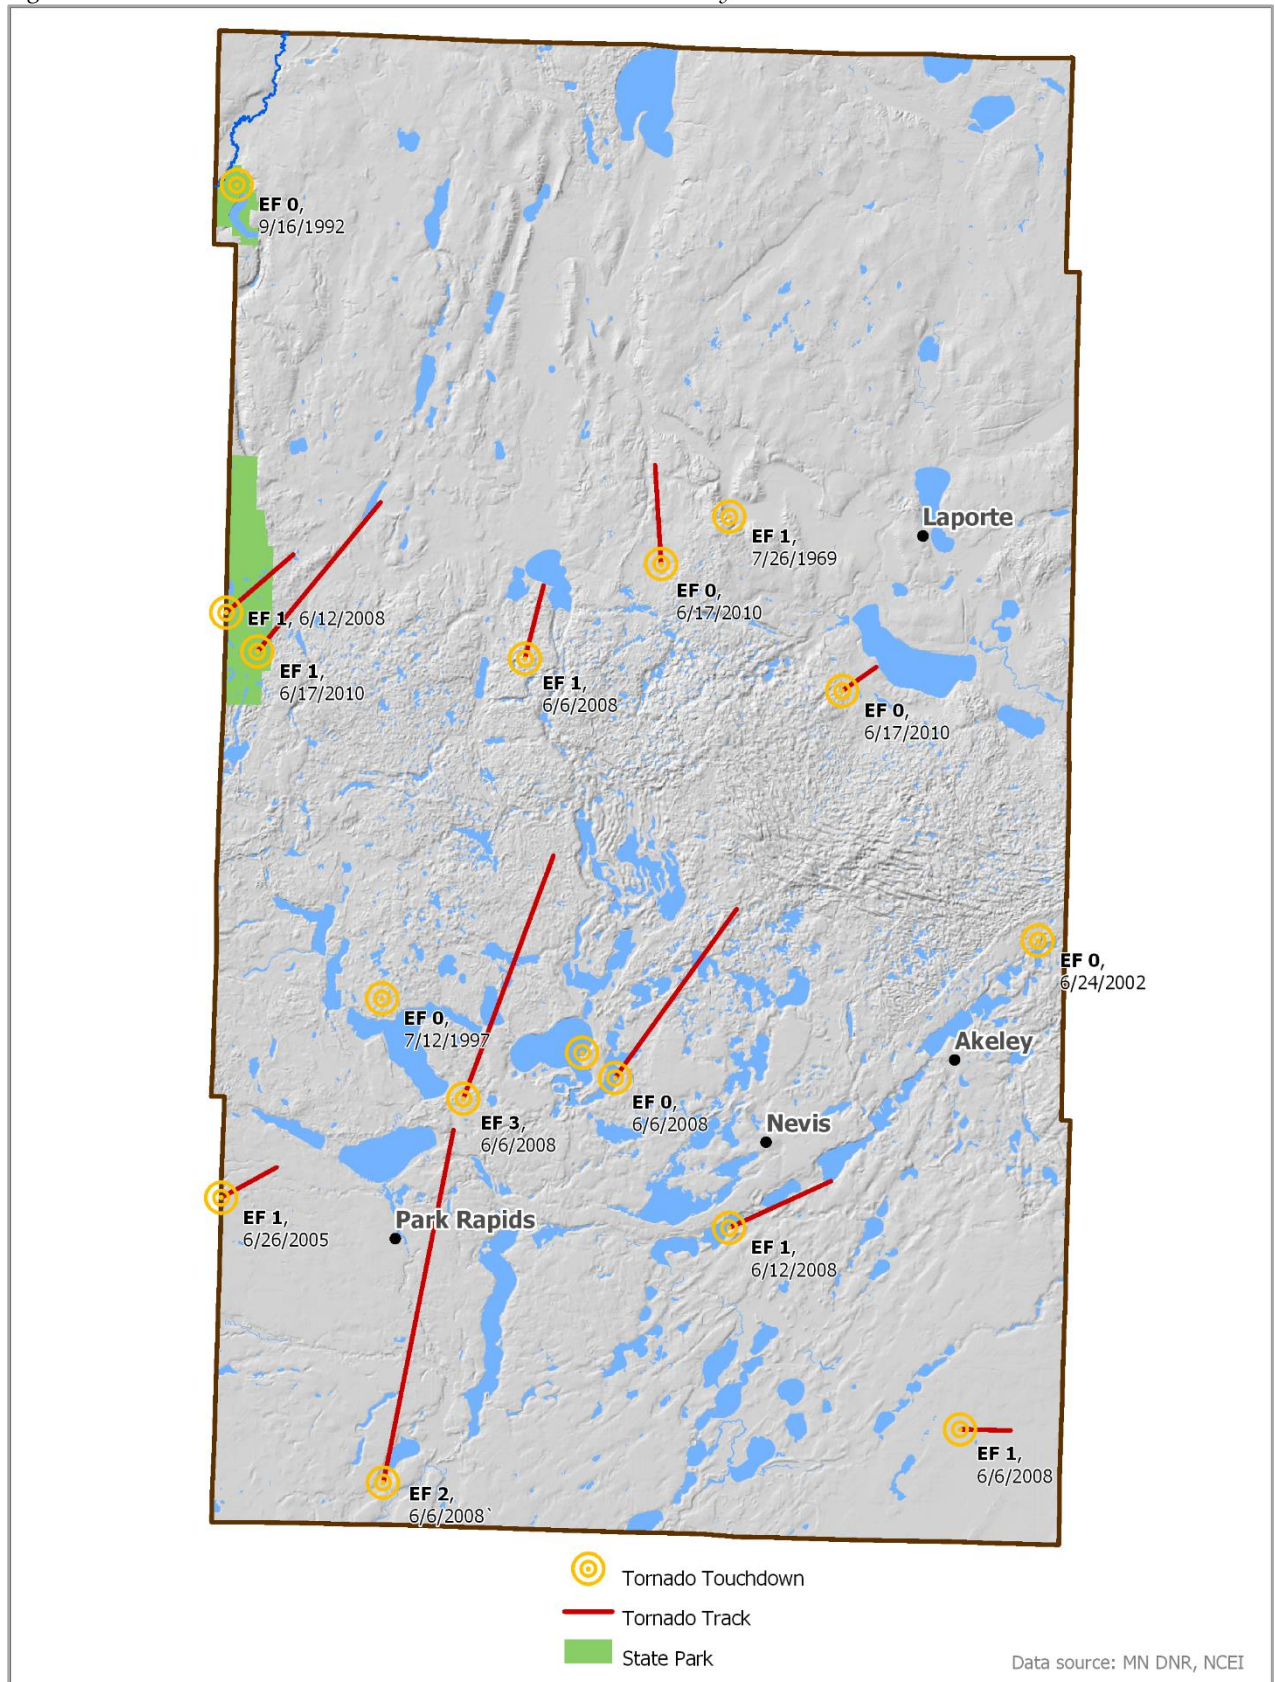 EF 0,
9/16/1992
Laporte
EF 1,
7/26/1969
EF 0,
6/17/2010
EF 1, 6/12/2008
EF 1,
6/17/2010
EF 1,
6/6/2008
EF 0,
6/17/2010
EF 0,
6/24/2002
EF 0,
7/12/1997
Akeley
EF 0,
6/6/2008
EF 3,
6/6/2008
Nevis
EF 1,
6/26/2005
Park Rapids
EF 1,
6/12/2008
EF 1,
6/6/2008
EF 2,
6/6/2008`
Tornado Touchdown
Tornado Track
State Park
Data source: MN DNR, NCEI